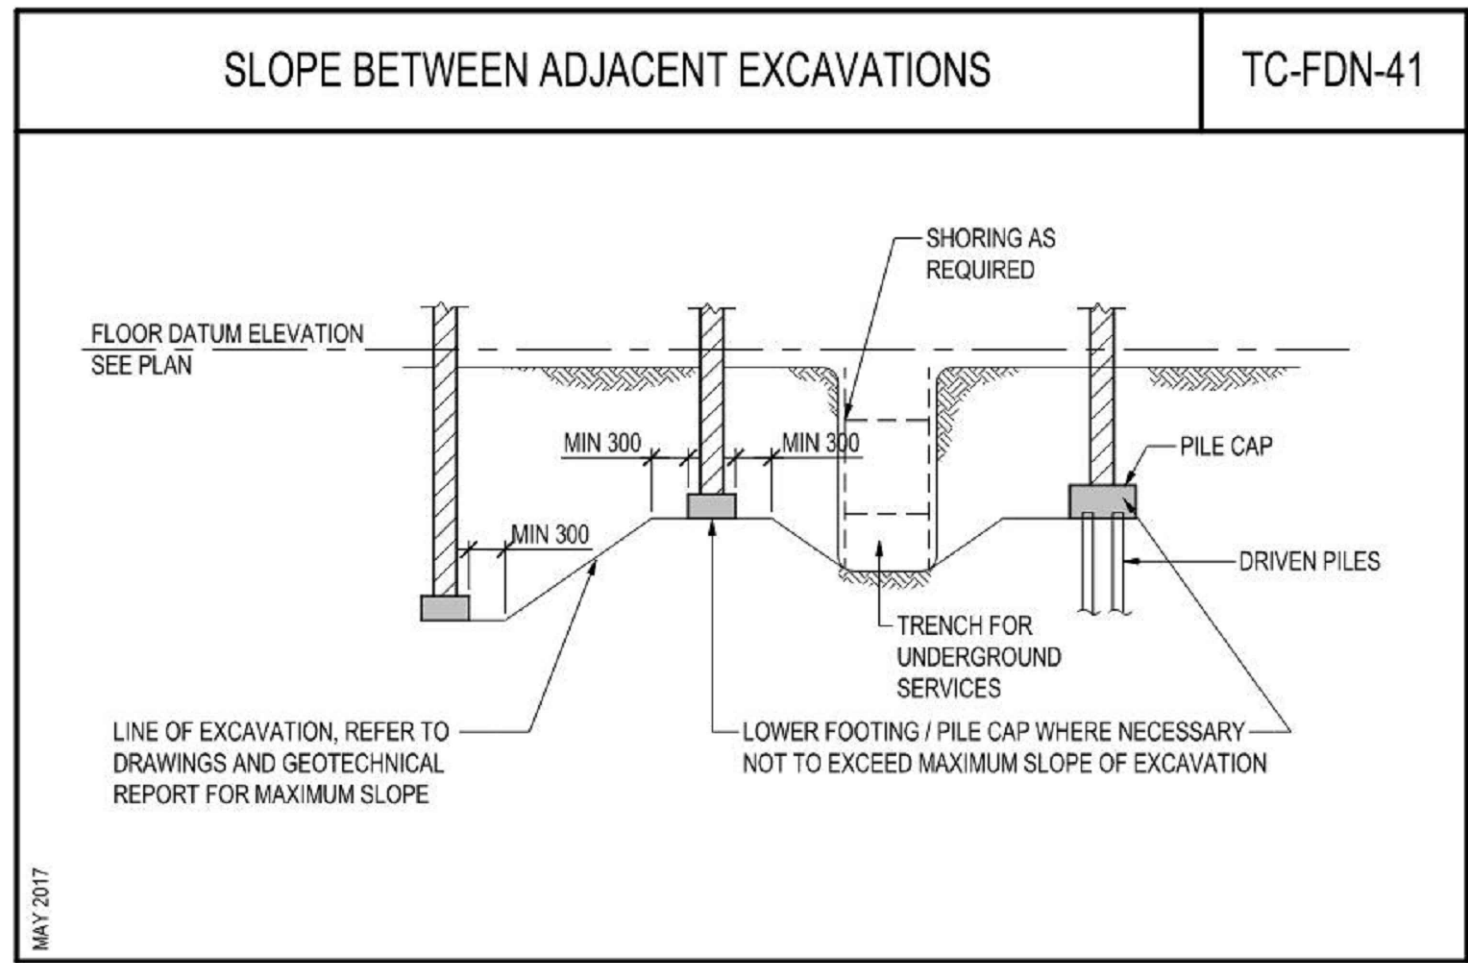 SLOPE BETWEEN ADJACENT EXCAVATIONS
TC-FDN-41
SHORING AS
REQUIRED
FLOOR DATUM ELEVATION
SEE PLAN
MIN 300
MIN 300
PILE CAP
MIN 300
DRIVEN PILES
TRENCH FOR
UNDERGROUND
SERVICES
LINE OF EXCAVATION, REFER TO
DRAWINGS AND GEOTECHNICAL
REPORT FOR MAXIMUM SLOPE
LOWER FOOTING / PILE CAP WHERE NECESSARY
NOT TO EXCEED MAXIMUM SLOPE OF EXCAVATION
MAY 2017